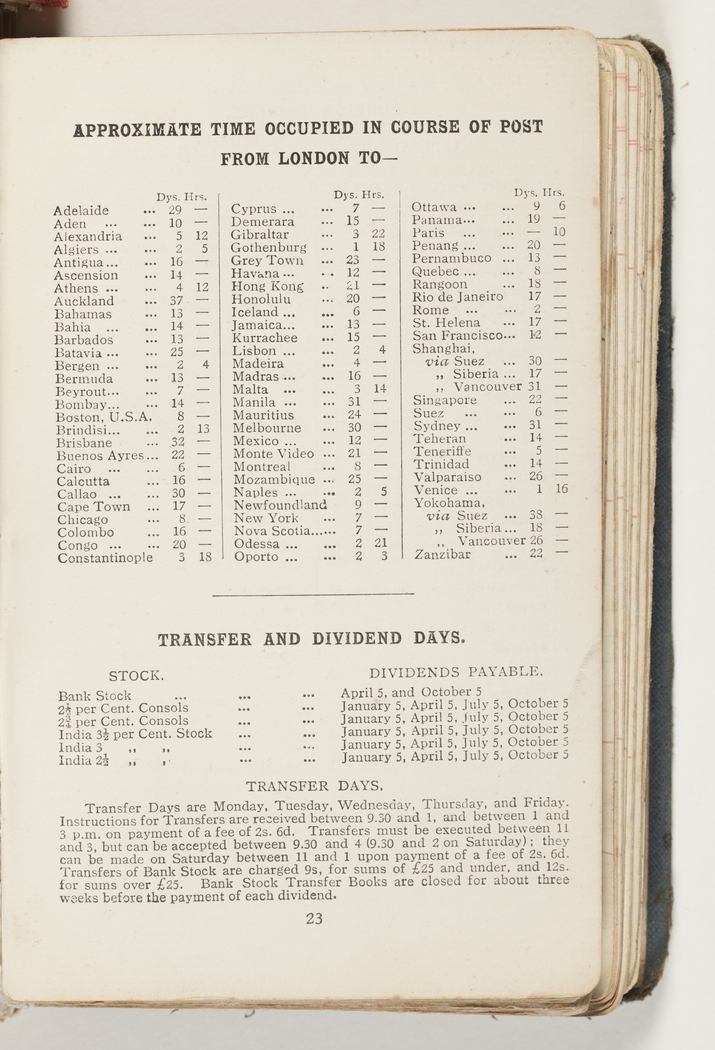 APPROXIMATE TIME OCCUPIED IN COURSE OF POST
FROM LONDON TO—
Dys. Hrs.
Adelaide ... 29 —
Aden ... ... 10 —
Alexandria ... 5 12
Algiers ... ... 2 5
Antigua ... ... 16 —
Ascension ... 14 —
Athens ... ... 4 12
Auckland ... 37 —
Bahamas ... 13 —
Bahia ... ... 14 —
Barbados ... 13 —
Batavia ... ... 25 —
Bergen ... ... 2 4
Bermuda ... 13 —
Beyrout... ... 7 —
Bombay... ... 14 —
Boston, U.S.A. 8 —
Brindisi... ... 2 13
Brisbane ... 32 —
Buenos Ayres ... 22 —
Cairo ... ... 6 —
Calcutta ... 16 —
Callao ... ... 30 —
Cape Town ... 17 —
Chicago ... 8 —
Colombo ... 16 —
Congo ... ... 20 —
Constantinople 3 18
Dys. Hrs.
Cyprus ... ... 7 —
Demerara ... 15 —
Gibraltar ... 3 22
Gothenburg ... 1 18
Grey Town ... 23 —
Havana ... ... 12 —
Hong Kong ... 21 —
Honolulu ... 20 —
Iceland ... ... 6 —
Jamaica... ... 13 —
Kurrachee ... 15 —
Lisbon ... ... 2 4
Madeira ... 4 —
Madras ... ... 16 —
Malta ... ... 3 14
Manila ... ... 31 —
Mauritius ... 24 —
Melbourne ... 30 —
Mexico ... ... 12 —
Monte Video ... 21 —
Montreal ... 8 —
Mozambique ... 25 —
Naples ... ... 2 5
Newfoundland 9 —
New York ... 7 —
Nova Scotia...... 7 —
Odessa ... ... 2 21
Oporto ... ... 2 3
Dys. Hrs.
Ottawa ... ... 9 6
Panama... ... 19 —
Paris ... ... — 10
Penang ... ... 20 —
Pernambuco ... 13 —
Quebec ... ... 8 —
Rangoon ... 18 —
Rio de Janeiro 17 —
Rome ... ... 2 —
St. Helena ... 17 —
San Francisco... 12 —
Shanghai,
via Suez ... 30 —
„ Siberia ... 17 —
„ Vancouver 31 —
Singapore ... 22 —
Suez ... ... 6 —
Sydney ... ... 31 —
Teheran ... 14 —
Teneriffe ... 5 —
Trinidad ... 14 —
Valparaiso ... 26 —
Venice ... ... 1 16
Yokohama,
via Suez ... 38 —
„ Siberia ... 18 —
„ Vancouver 26 —
Zanzibar ... 22 —
TRANSFER AND DIVIDEND DAYS.
STOCK. DIVIDENDS PAYABLE.
Bank Stock ... ... ... April 5, and October 5
2½ per Cent. Consols ... ... January 5, April 5, July 5, October 5
2¾ per Cent. Consols ... ... January 5, April 5, July 5, October 5
India 3½ per Cent. Stock ... ... January 5, April 5, July 5, October 5
India 3 „ „ ... ... January 5, April 5, July 5, October 5
India 2½ „ „ ... ... January 5, April 5, July 5, October 5
TRANSFER DAYS.
Transfer Days are Monday, Tuesday, Wednesday, Thursday, and Friday.
Instructions for Transfers are received between 9.30 and 1, and between 1 and
3 p.m. on payment of a fee of 2s. 6d. Transfers must be executed between 11
and 3, but can be accepted between 9.30 and 4 (9.30 and 2 on Saturday); they
can be made on Saturday between 11 and 1 upon payment of a fee of 2s. 6d.
Transfers of Bank Stock are charged 9s, for sums of £25 and under, and 12s.
for sums over £25. Bank Stock Transfer Books are closed for about three
weeks before the payment of each dividend.
23